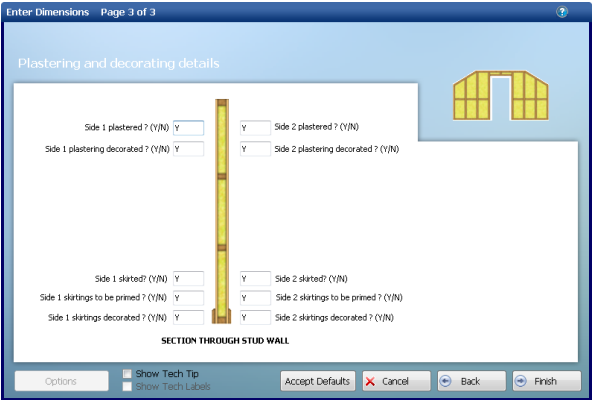 Enter Dimensions Page 3 of 3
Plastering and decorating details
Side 1 plastered ? (Y/N) Y Y Side 2 plastered ? (Y/N)
Side 1 plastering decorated ? (Y/N) Y Y Side 2 plastering decorated ? (Y/N)
Side 1 skirted? (Y/N) Y Y Side 2 skirted? (Y/N)
Side 1 skirtings to be primed ? (Y/N) Y Y Side 2 skirtings to be primed ? (Y/N)
Side 1 skirtings decorated ? (Y/N) Y Y Side 2 skirtings decorated ? (Y/N)
SECTION THROUGH STUD WALL
Options Show Tech Tip Accept Defaults Cancel Back Finish
Show Tech Labels